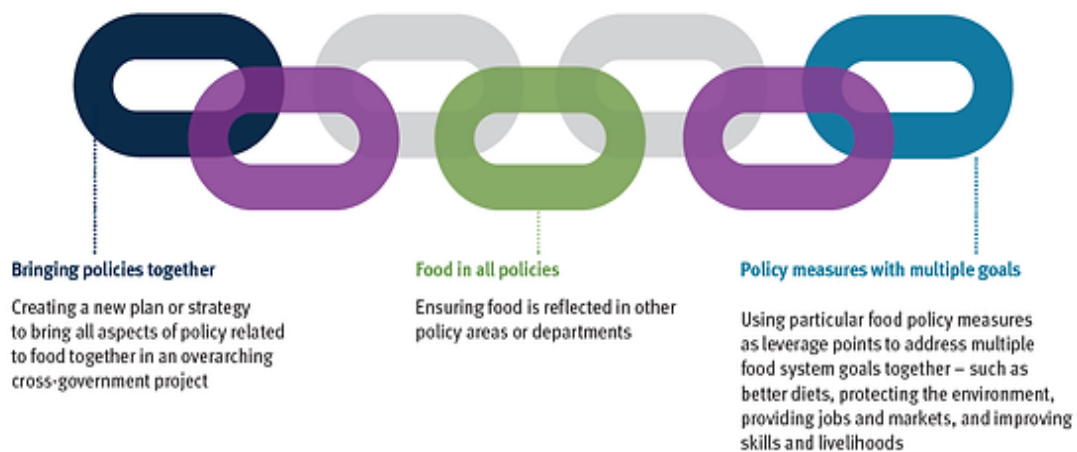 Bringing policies together
Creating a new plan or strategy
to bring all aspects of policy related
to food together in an overarching
cross-government project
Food in all policies
Ensuring food is reflected in other
policy areas or departments
Policy measures with multiple goals
Using particular food policy measures
as leverage points to address multiple
food system goals together – such as
better diets, protecting the environment,
providing jobs and markets, and improving
skills and livelihoods